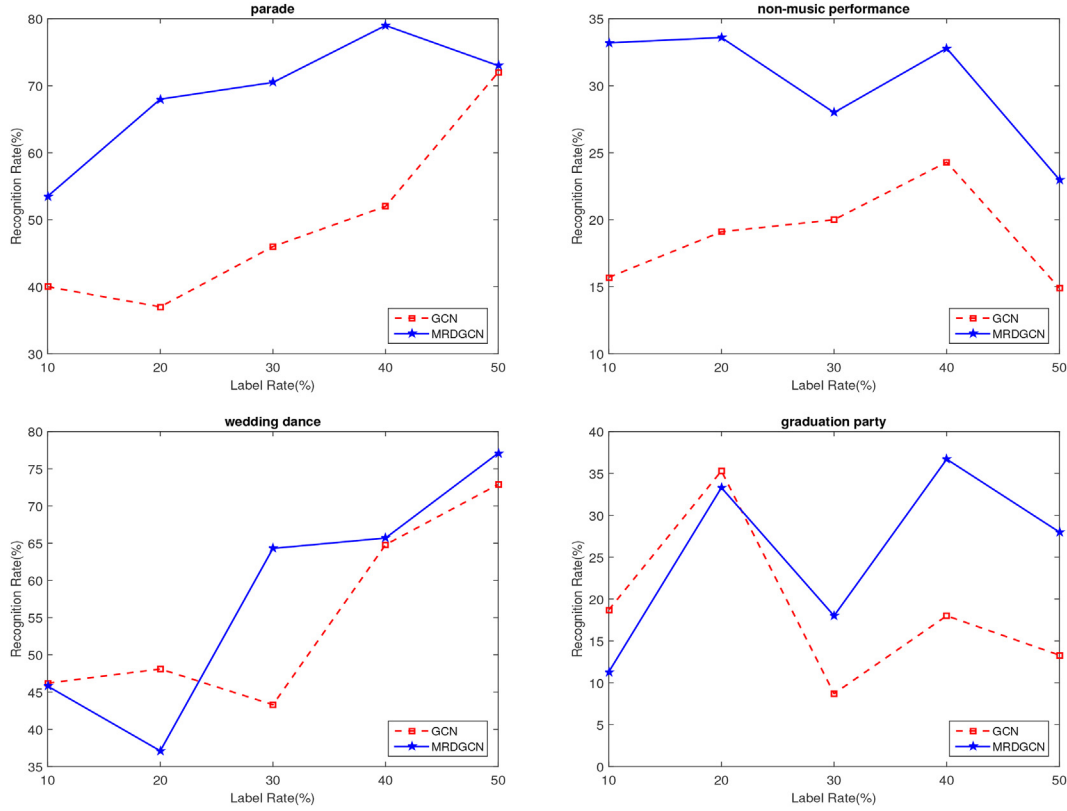 parade
80
70
60
50
40
30
Recognition Rate(%)
10 20 30 40 50
Label Rate(%)
GCN
MRDGCN
non-music performance
35
30
25
20
15
10
Recognition Rate(%)
10 20 30 40 50
Label Rate(%)
GCN
MRDGCN
wedding dance
80
75
70
65
60
55
50
45
40
35
Recognition Rate(%)
10 20 30 40 50
Label Rate(%)
GCN
MRDGCN
graduation party
40
35
30
25
20
15
10
5
0
Recognition Rate(%)
10 20 30 40 50
Label Rate(%)
GCN
MRDGCN